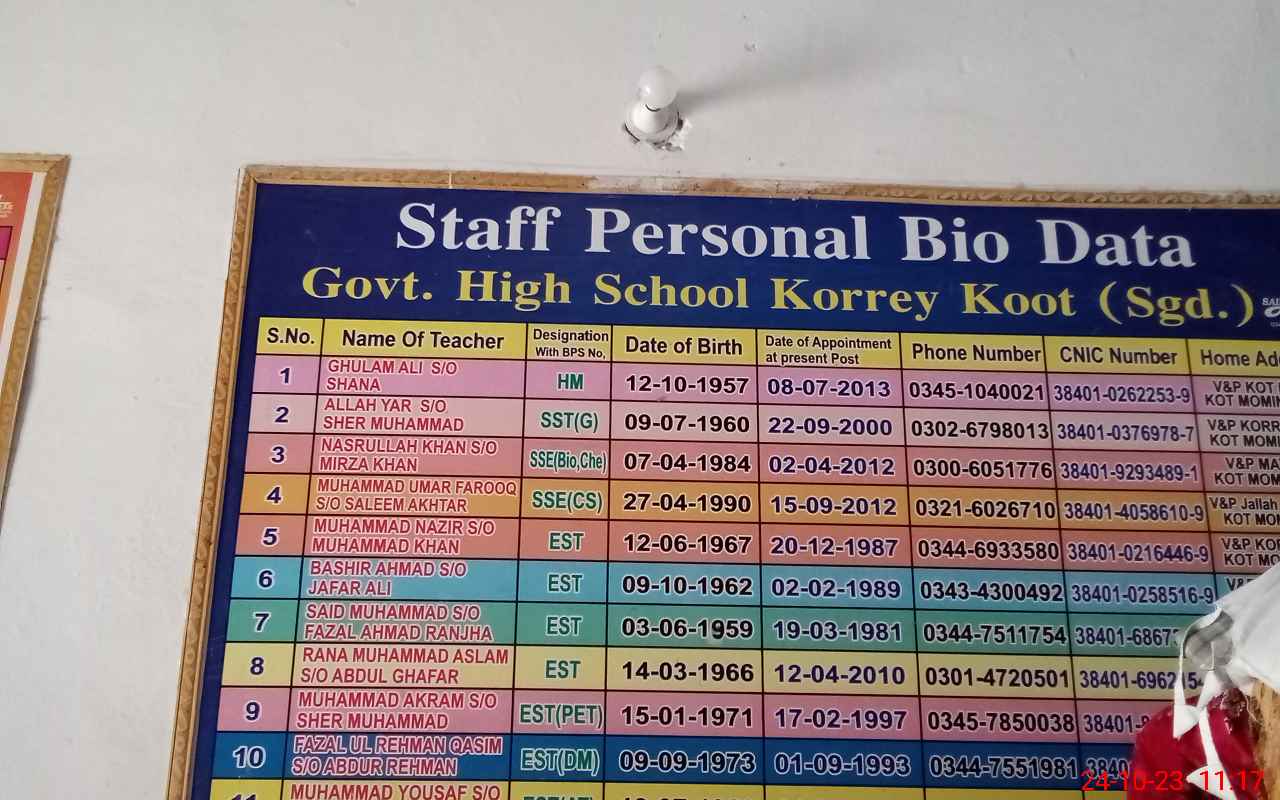 Staff Personal Bio Data
Govt. High School Korrey Koot (Sgd.)
S.No. Name Of Teacher Designation With BPS No, Date of Birth Date of Appointment at present Post Phone Number CNIC Number Home
1 GHULAM ALI S/O SHANA HM 12-10-1957 08-07-2013 0345-1040021 38401-0262253-9 V&P KOT KOT MOMIN
2 ALLAH YAR S/O SHER MUHAMMAD SST(G) 09-07-1960 22-09-2000 0302-6798013 38401-0376978-7 V&P KORR KOT MOM
3 NASRULLAH KHAN S/O MIRZA KHAN SSE(Bio,Che) 07-04-1984 02-04-2012 0300-6051776 38401-9293489-1 V&P MA KOT MOM
4 MUHAMMAD UMAR FAROOQ S/O SALEEM AKHTAR SSE(CS) 27-04-1990 15-09-2012 0321-6026710 38401-4058610-9 V&P Jallah KOT MO
5 MUHAMMAD NAZIR S/O MUHAMMAD KHAN EST 12-06-1967 20-12-1987 0344-6933580 38401-0216446-9 V&P KOR KOT MO
6 BASHIR AHMAD S/O JAFAR ALI EST 09-10-1962 02-02-1989 0343-4300492 38401-0258516-9
7 SAID MUHAMMAD S/O FAZAL AHMAD RANJHA EST 03-06-1959 19-03-1981 0344-7511754 38401-6867
8 RANA MUHAMMAD ASLAM S/O ABDUL GHAFAR EST 14-03-1966 12-04-2010 0301-4720501 38401-6962
9 MUHAMMAD AKRAM S/O SHER MUHAMMAD EST(PET) 15-01-1971 17-02-1997 0345-7850038 38401-
10 FAZAL UL REHMAN QASIM S/O ABDUR REHMAN EST(DM) 09-09-1973 01-09-1993 0344-7551981
MUHAMMAD YOUSAF S/O
24-10-23 11:17